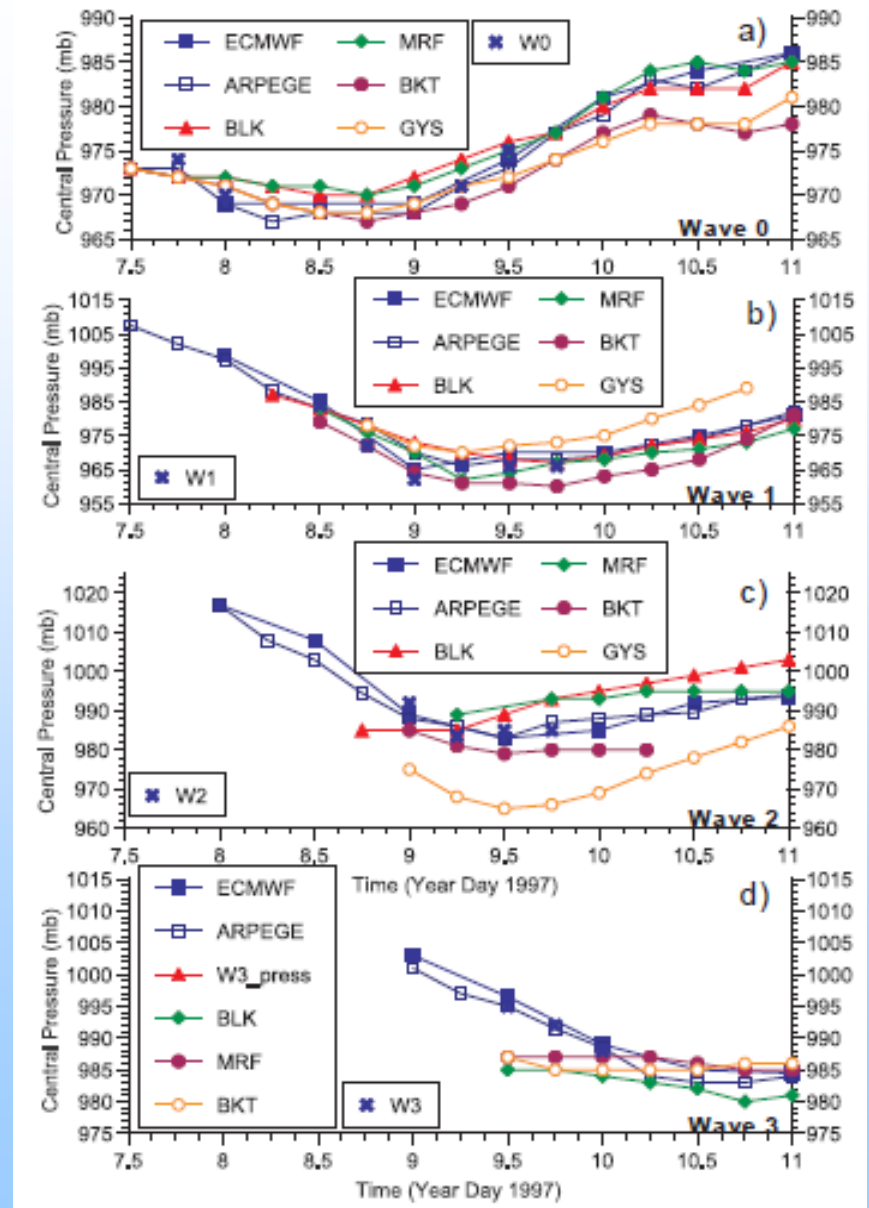 a)
Central Pressure (mb)
990
985
980
975
970
965
ECMWF MRF
ARPEGE BKT
BLK GYS
W0
990
985
980
975
970
965
Wave 0
7.5 8 8.5 9 9.5 10 10.5 11
b)
Central Pressure (mb)
1015
1005
995
985
975
965
955
ECMWF MRF
ARPEGE BKT
BLK GYS
W1
1015
1005
995
985
975
965
955
Wave 1
7.5 8 8.5 9 9.5 10 10.5 11
c)
Central Pressure (mb)
1020
1010
1000
990
980
970
960
ECMWF MRF
ARPEGE BKT
BLK GYS
W2
1020
1010
1000
990
980
970
960
Wave 2
7.5 8 8.5 9 9.5 10 10.5 11
Time (Year Day 1997)
d)
Central Pressure (mb)
1015
1010
1005
1000
995
990
985
980
975
ECMWF
ARPEGE
W3_press
BLK
MRF
BKT
W3
1015
1010
1005
1000
995
990
985
980
975
Wave 3
7.5 8 8.5 9 9.5 10 10.5 11
Time (Year Day 1997)